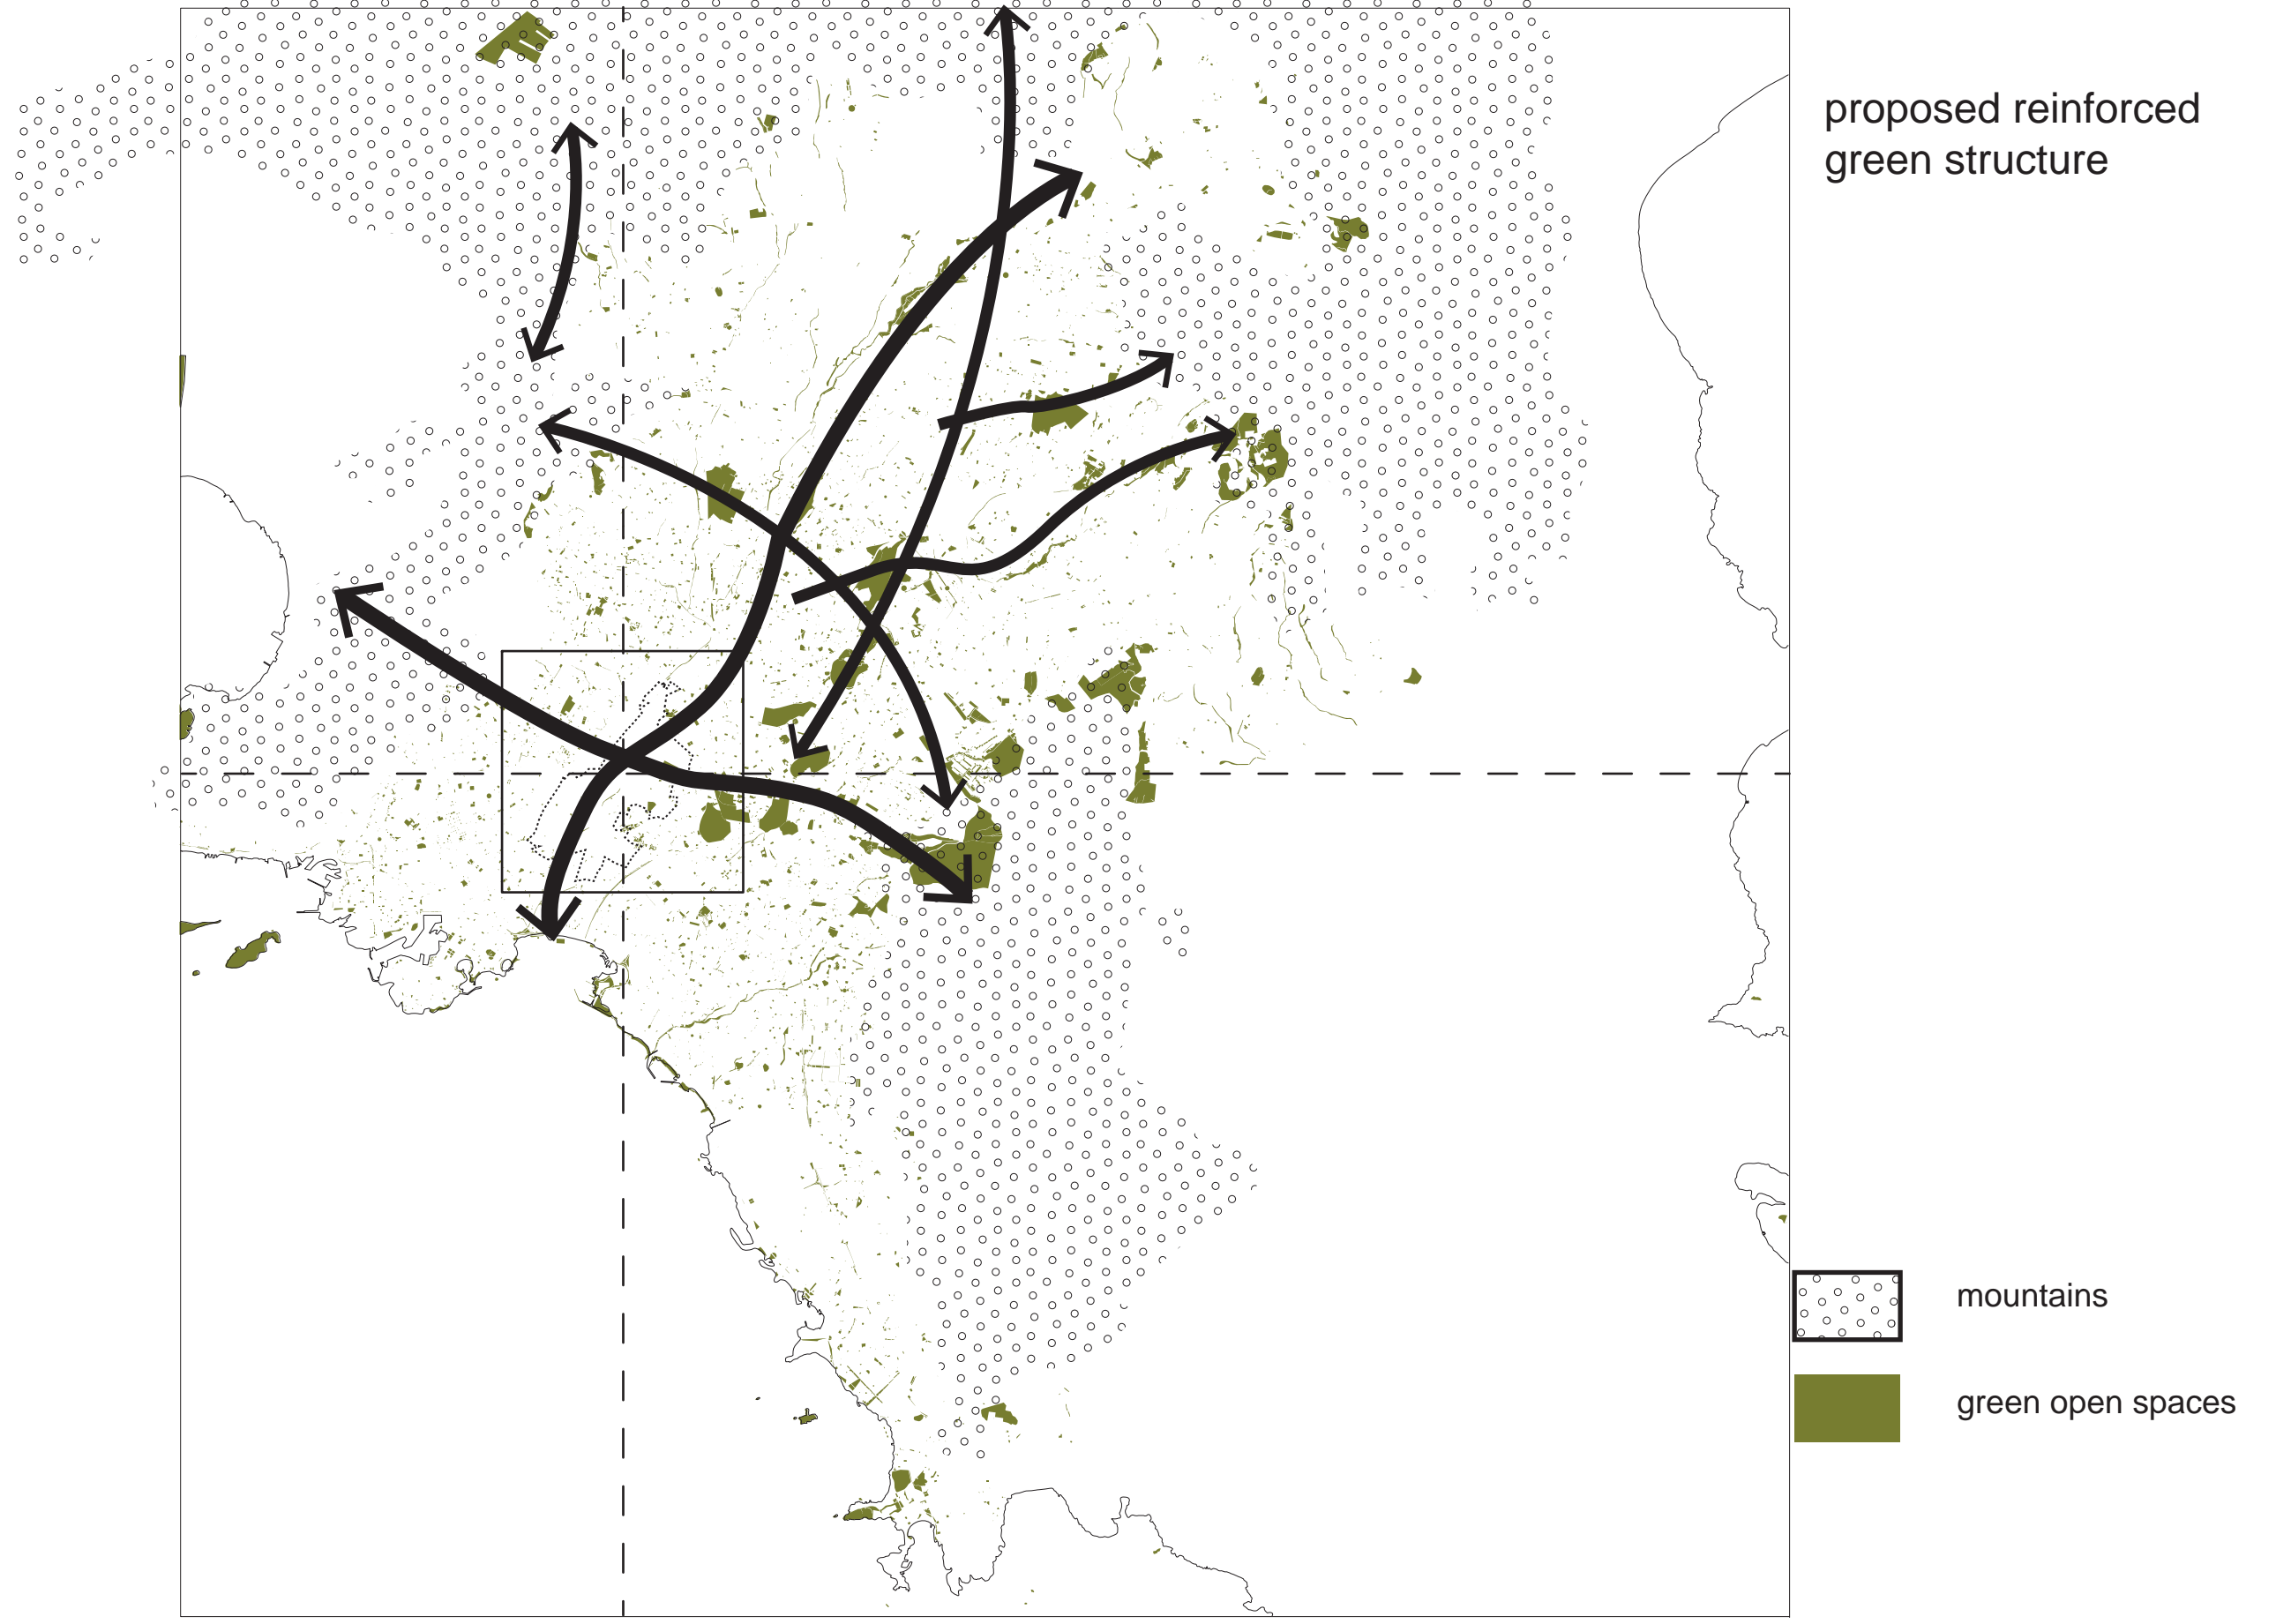 proposed reinforced
green structure
mountains
green open spaces